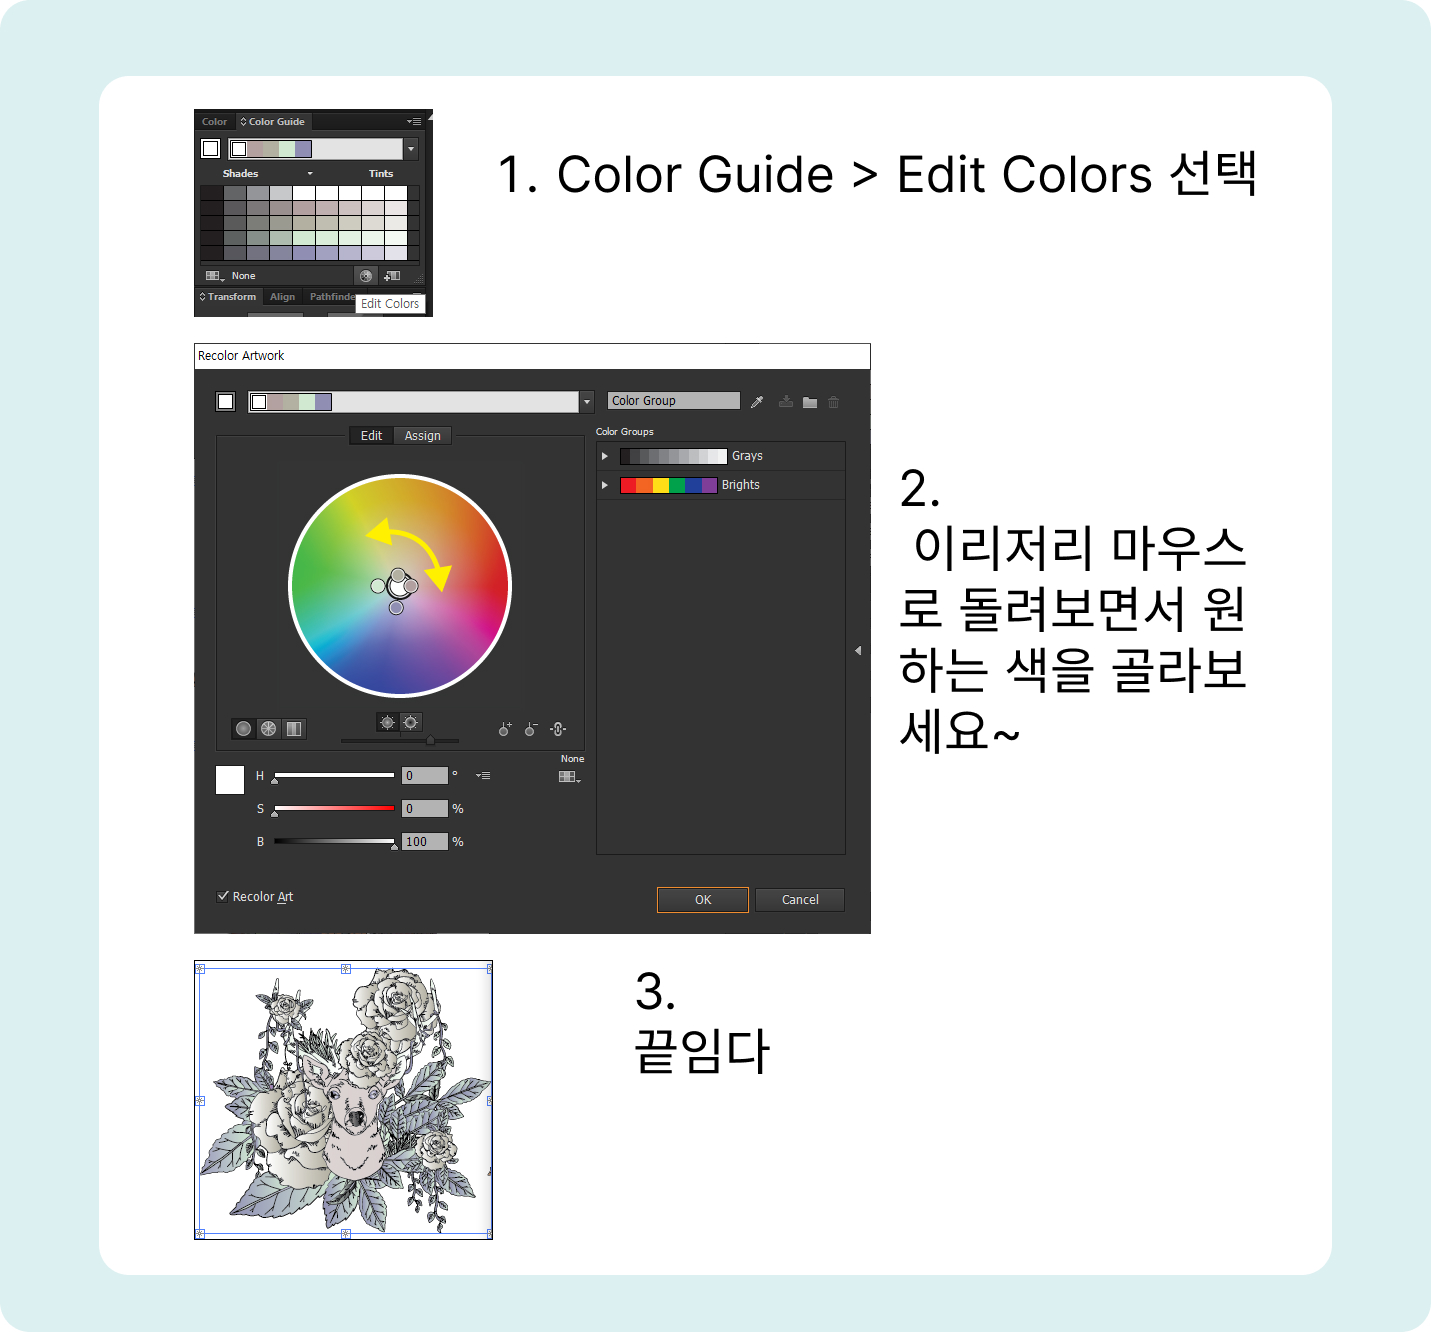 Color
Color Guide
Shades
Tints
None
Transform Align Pathfinde
Edit Colors
1. Color Guide > Edit Colors 선택
Recolor Artwork
Color Group
Edit Assign
Color Groups
Grays
Brights
None
H 0 °
S 0 %
B 100 %
Recolor Art
OK Cancel
2.
이리저리 마우스
로 돌려보면서 원
하는 색을 골라보
세요~
3.
끝임다